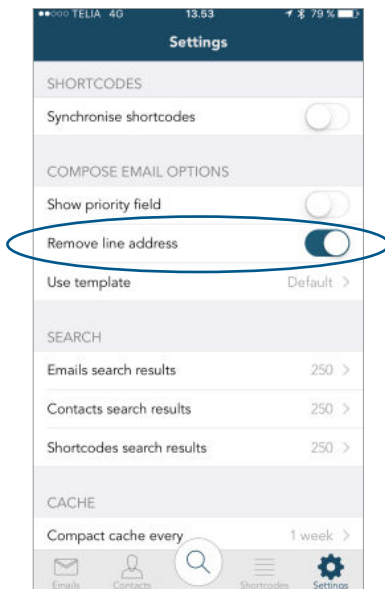 TELIA 4G 13.53 79 %
Settings
SHORTCODES
Synchronise shortcodes
COMPOSE EMAIL OPTIONS
Show priority field
Remove line address
Use template Default >
SEARCH
Emails search results 250 >
Contacts search results 250 >
Shortcodes search results 250 >
CACHE
Compact cache every 1 week >
Emails Contacts Shortcodes Settings